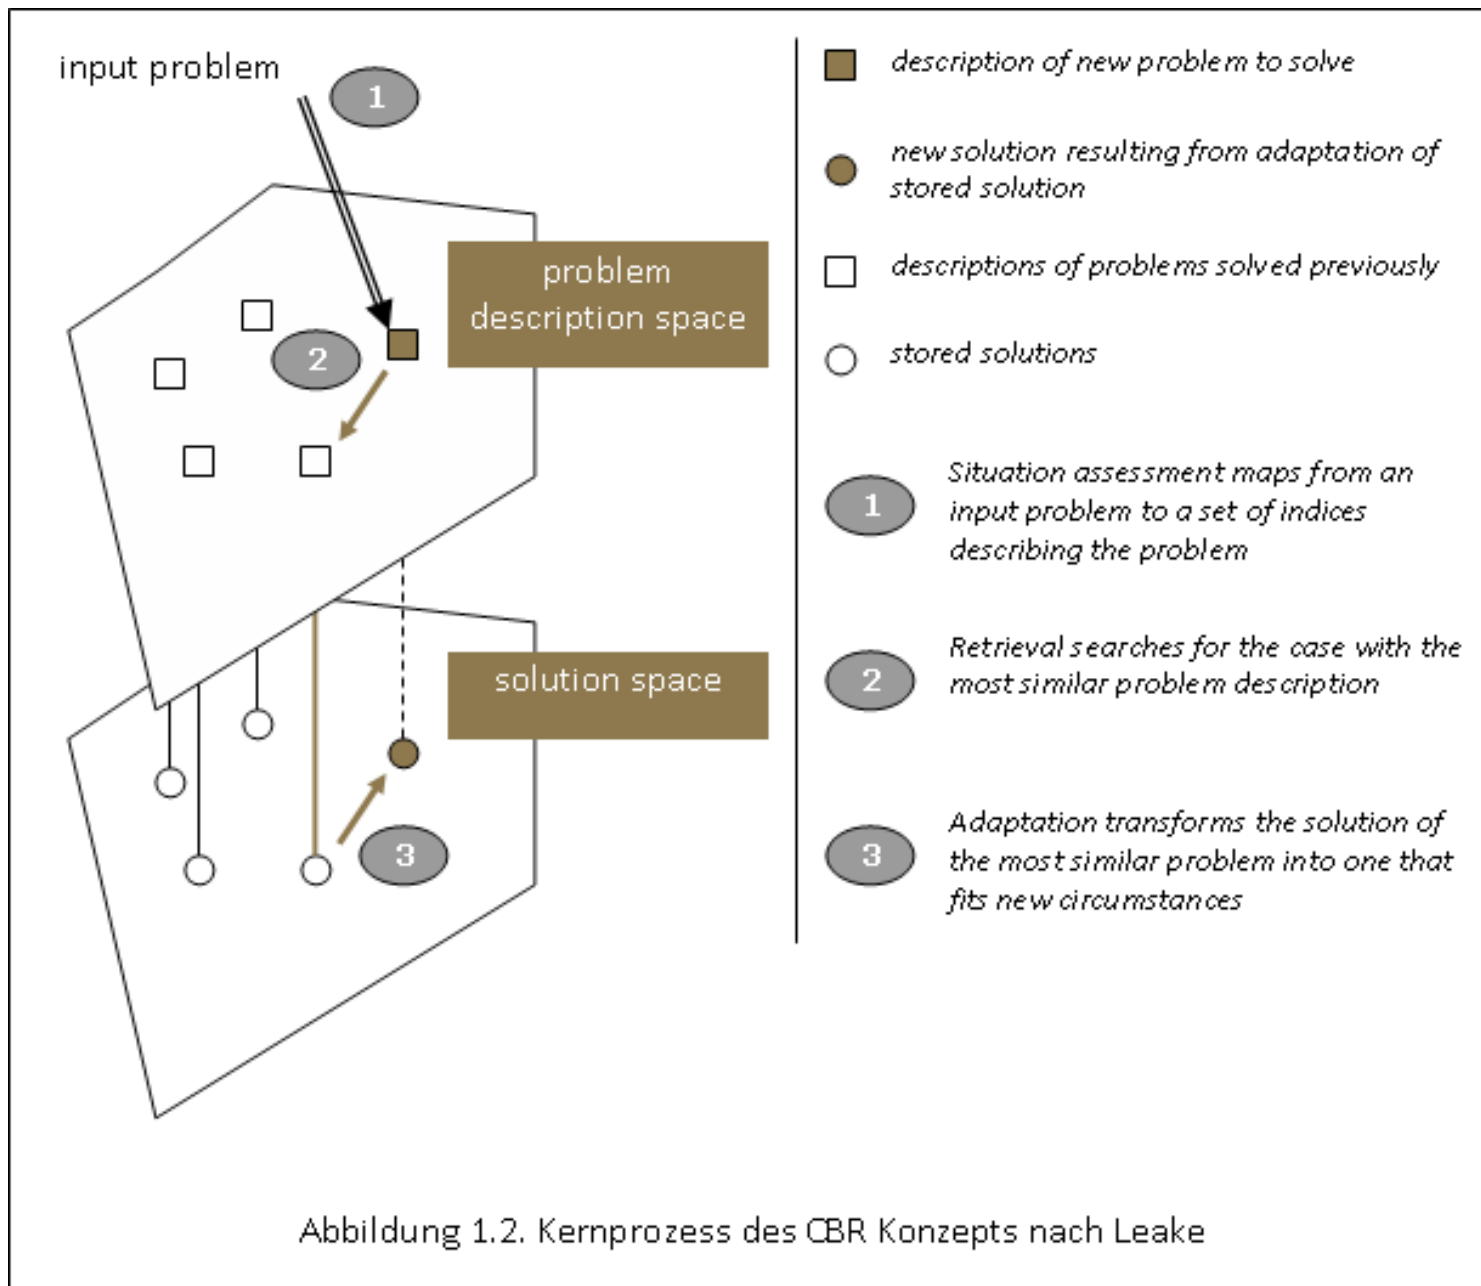 input problem
1
problem
description space
2
solution space
3
description of new problem to solve
new solution resulting from adaptation of
stored solution
descriptions of problems solved previously
stored solutions
1
Situation assessment maps from an
input problem to a set of indices
describing the problem
2
Retrieval searches for the case with the
most similar problem description
3
Adaptation transforms the solution of
the most similar problem into one that
fits new circumstances
Abbildung 1.2. Kernprozess des CBR Konzepts nach Leake